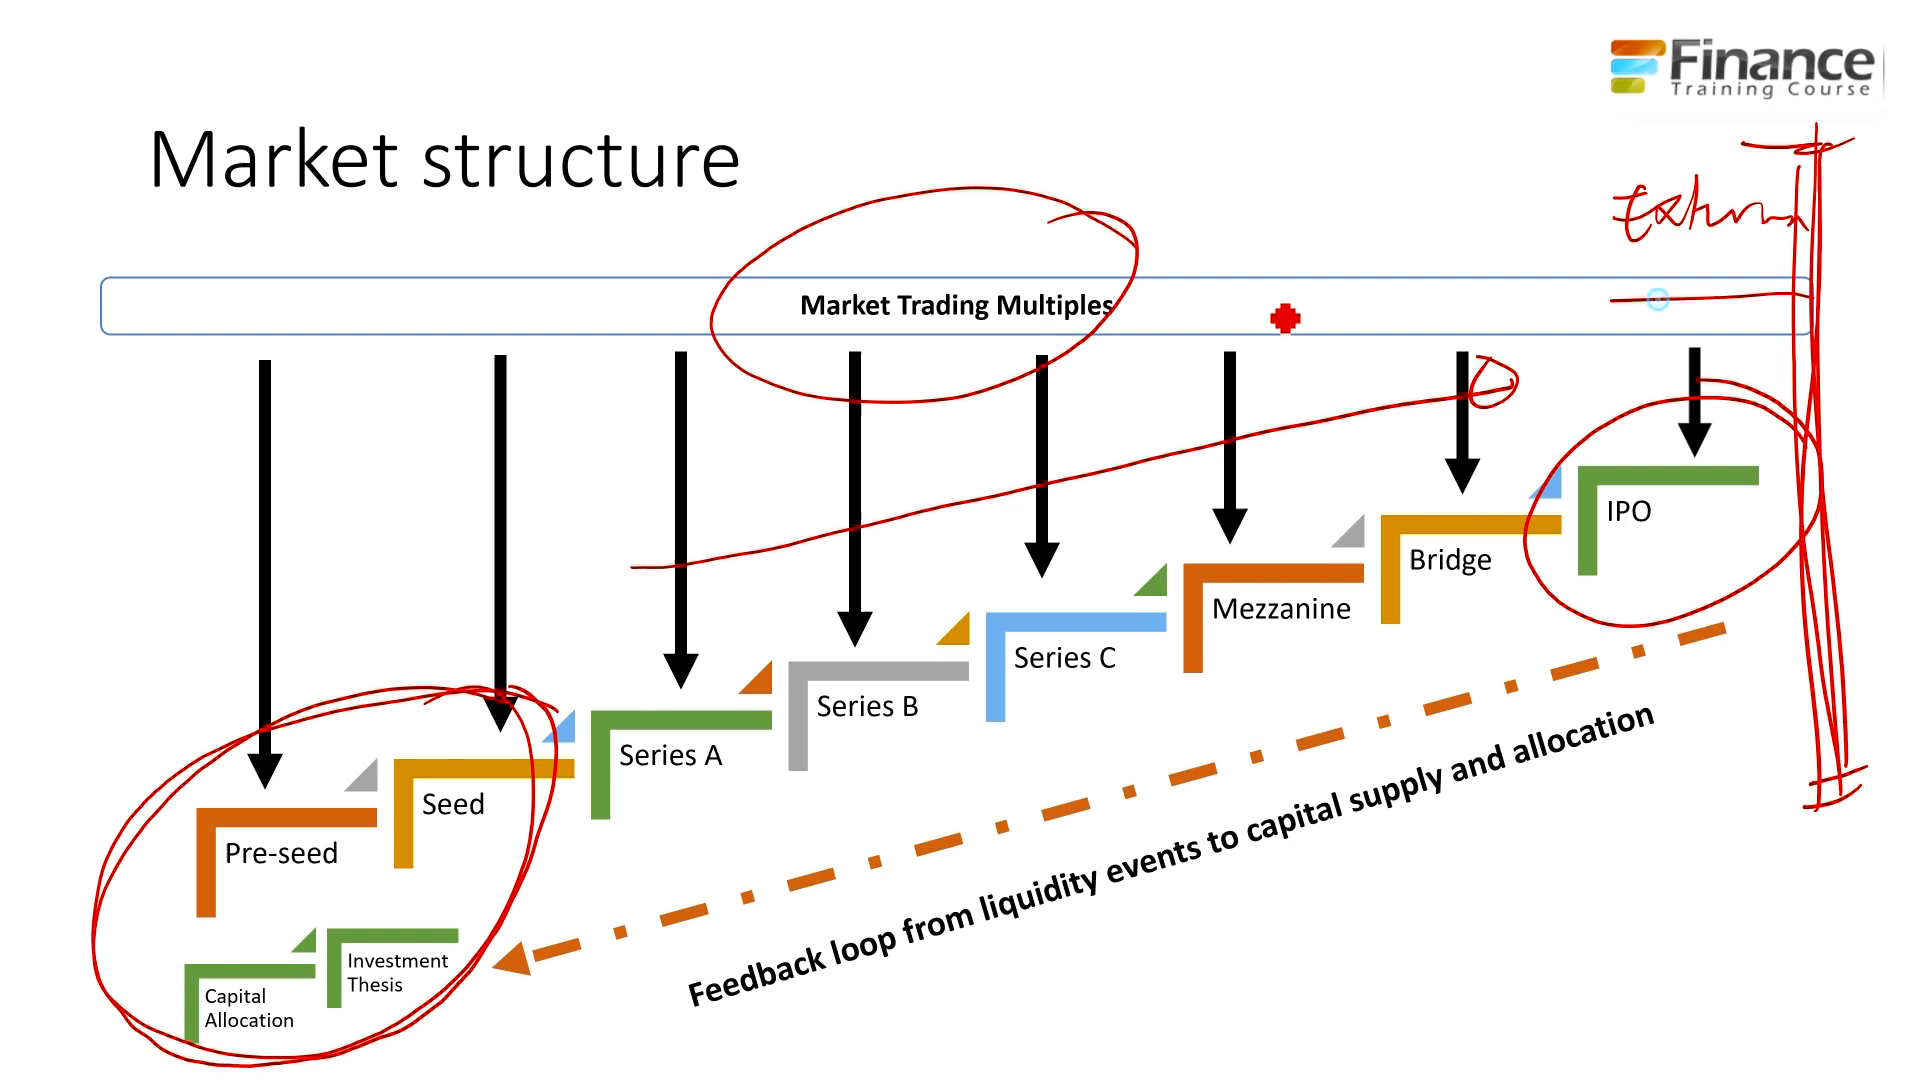 Finance
Training Course
Market structure
Market Trading Multiples
IPO
Bridge
Mezzanine
Series C
Series B
Series A
Seed
Pre-seed
Investment
Thesis
Capital
Allocation
Feedback loop from liquidity events to capital supply and allocation